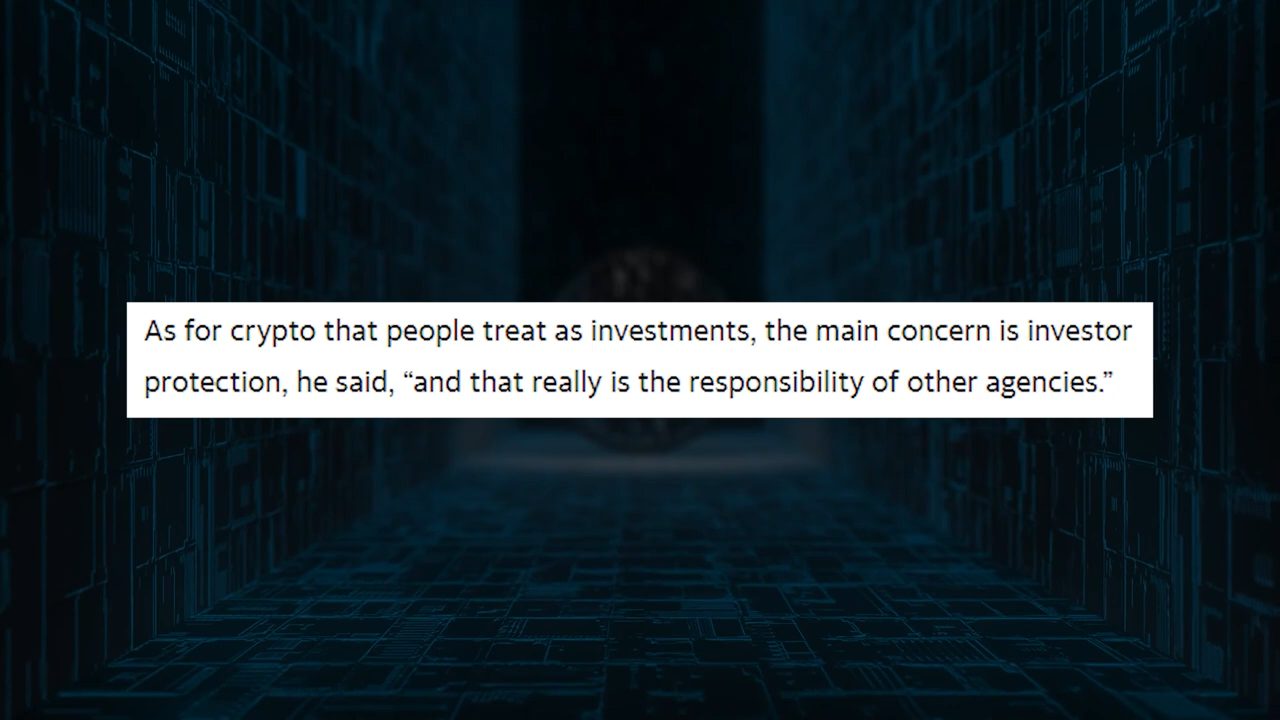 As for crypto that people treat as investments, the main concern is investor
protection, he said, “and that really is the responsibility of other agencies.”